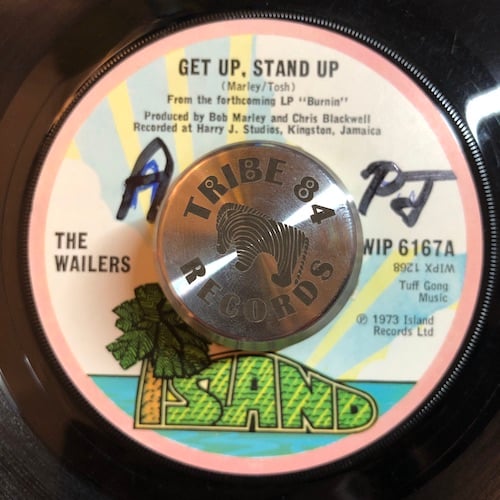 GET UP, STAND UP
(Marley/Tosh)
From the forthcoming LP "Burnin"
Produced by Bob Marley and Chris Blackwell
Recorded at Harry J. Studios, Kingston, Jamaica
A
PJ
TRIBE 84
RECORDS
THE
WAILERS
WIP 6167A
WIPX 1268
Tuff Gong
Music
℗ 1973 Island
Records Ltd
ISLAND